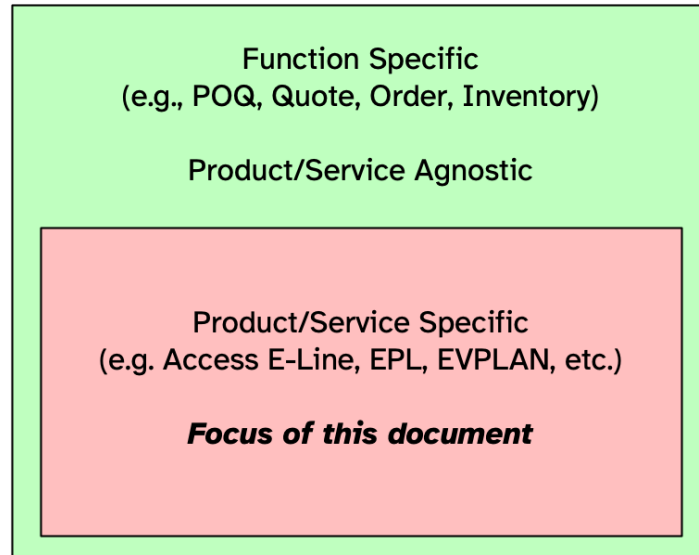 Function Specific
(e.g., POQ, Quote, Order, Inventory)
Product/Service Agnostic
Product/Service Specific
(e.g. Access E-Line, EPL, EVPLAN, etc.)
Focus of this document